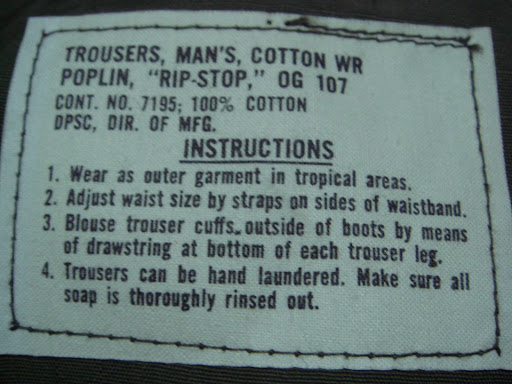 TROUSERS, MAN'S, COTTON WR
POPLIN, "RIP-STOP," OG 107
CONT. NO. 7195; 100% COTTON
DPSC, DIR. OF MFG.
INSTRUCTIONS
1. Wear as outer garment in tropical areas.
2. Adjust waist size by straps on sides of waistband.
3. Blouse trouser cuffs outside of boots by means
of drawstring at bottom of each trouser leg.
4. Trousers can be hand laundered. Make sure all
soap is thoroughly rinsed out.